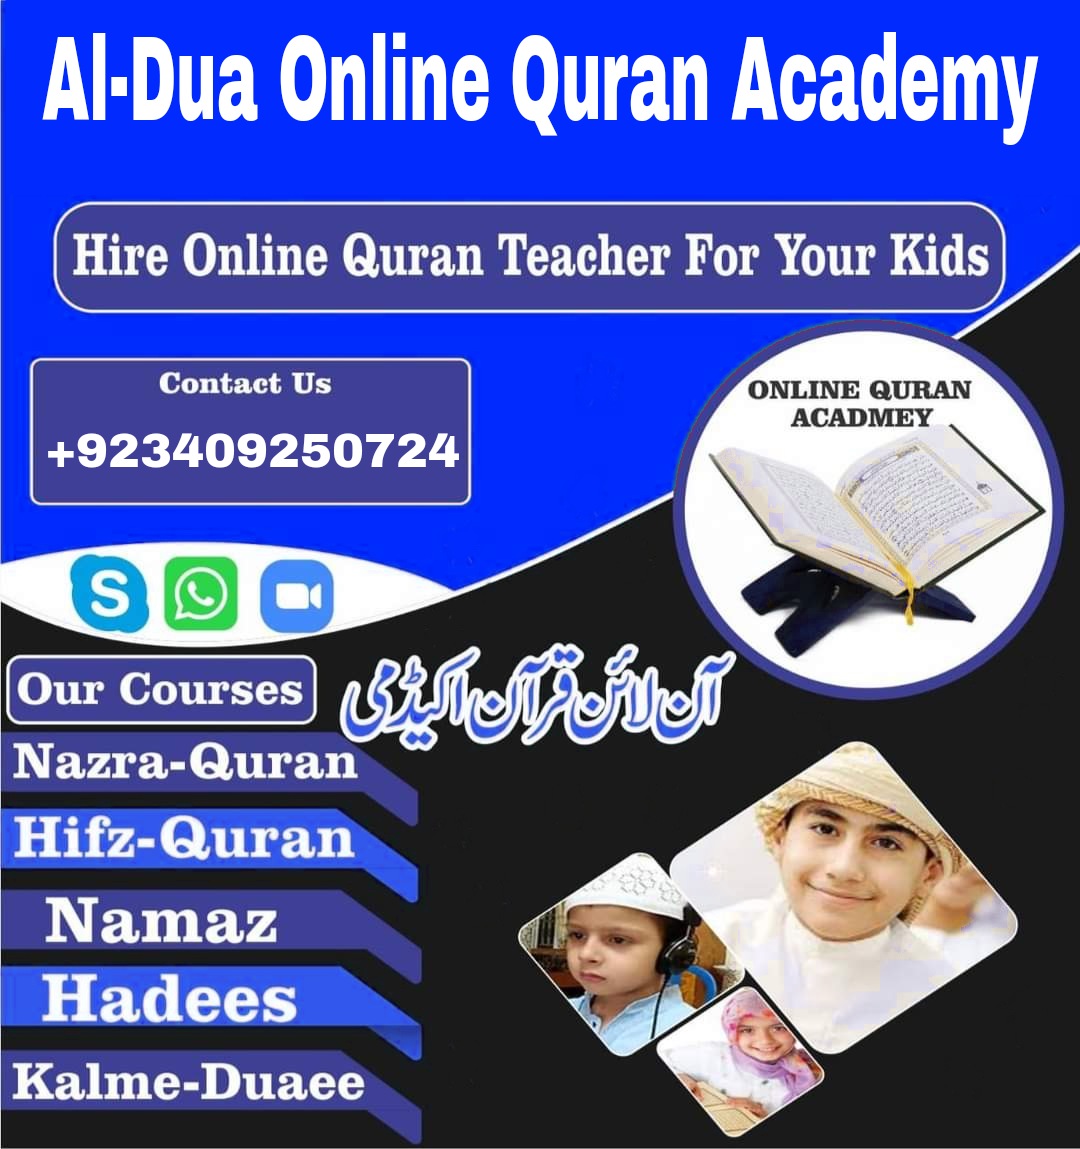 Al-Dua Online Quran Academy
Hire Online Quran Teacher For Your Kids
Contact Us
+923409250724
ONLINE QURAN
ACADMEY
S
Our Courses
آن لائن قرآن اکیڈمی
Nazra-Quran
Hifz-Quran
Namaz
Hadees
Kalme-Duaee